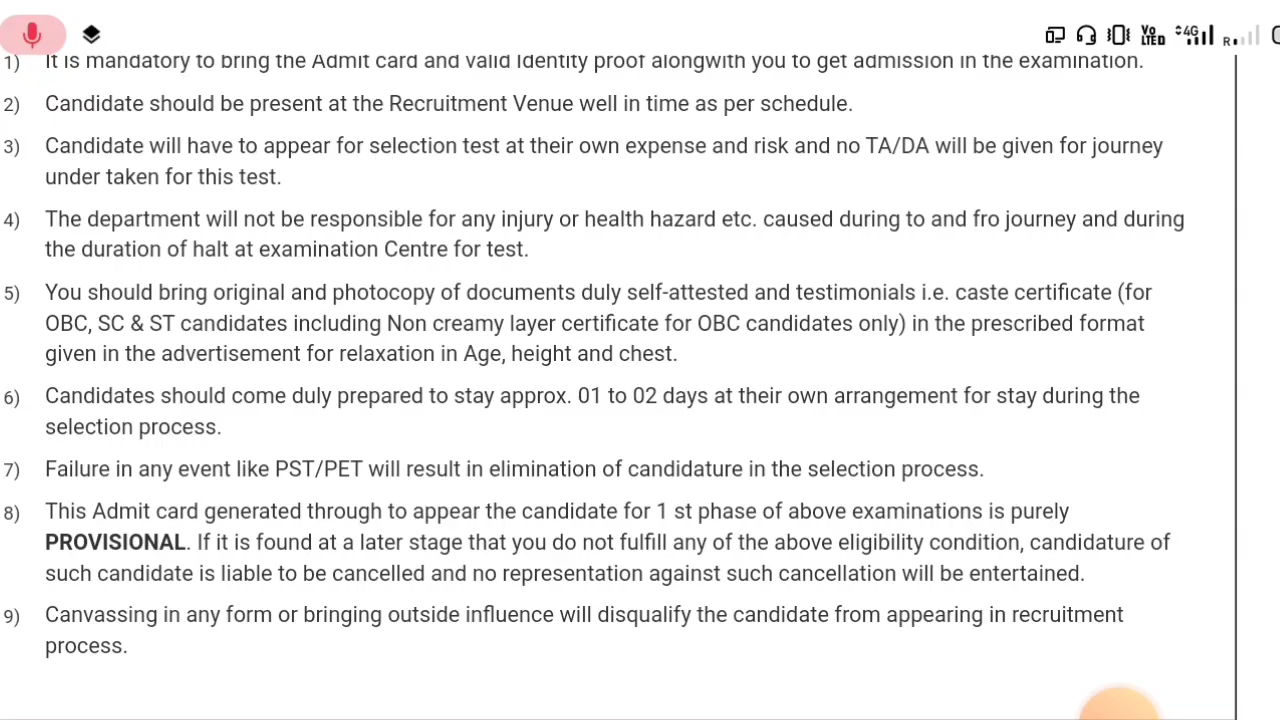 1) It is mandatory to bring the Admit card and valid Identity proof alongwith you to get admission in the examination.
2) Candidate should be present at the Recruitment Venue well in time as per schedule.
3) Candidate will have to appear for selection test at their own expense and risk and no TA/DA will be given for journey
under taken for this test.
4) The department will not be responsible for any injury or health hazard etc. caused during to and fro journey and during
the duration of halt at examination Centre for test.
5) You should bring original and photocopy of documents duly self-attested and testimonials i.e. caste certificate (for
OBC, SC & ST candidates including Non creamy layer certificate for OBC candidates only) in the prescribed format
given in the advertisement for relaxation in Age, height and chest.
6) Candidates should come duly prepared to stay approx. 01 to 02 days at their own arrangement for stay during the
selection process.
7) Failure in any event like PST/PET will result in elimination of candidature in the selection process.
8) This Admit card generated through to appear the candidate for 1 st phase of above examinations is purely
PROVISIONAL. If it is found at a later stage that you do not fulfill any of the above eligibility condition, candidature of
such candidate is liable to be cancelled and no representation against such cancellation will be entertained.
9) Canvassing in any form or bringing outside influence will disqualify the candidate from appearing in recruitment
process.